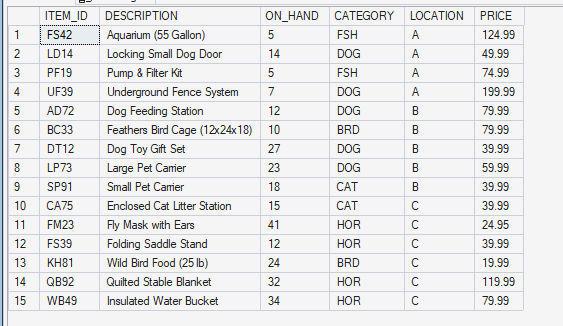 ITEM_ID DESCRIPTION ON_HAND CATEGORY LOCATION PRICE
1 FS42 Aquarium (55 Gallon) 5 FSH A 124.99
2 LD14 Locking Small Dog Door 14 DOG A 49.99
3 PF19 Pump & Filter Kit 5 FSH A 74.99
4 UF39 Underground Fence System 7 DOG A 199.99
5 AD72 Dog Feeding Station 12 DOG B 79.99
6 BC33 Feathers Bird Cage (12x24x18) 10 BRD B 79.99
7 DT12 Dog Toy Gift Set 27 DOG B 39.99
8 LP73 Large Pet Carrier 23 DOG B 59.99
9 SP91 Small Pet Carrier 18 CAT B 39.99
10 CA75 Enclosed Cat Litter Station 15 CAT C 39.99
11 FM23 Fly Mask with Ears 41 HOR C 24.95
12 FS39 Folding Saddle Stand 12 HOR C 39.99
13 KH81 Wild Bird Food (25 lb) 24 BRD C 19.99
14 QB92 Quilted Stable Blanket 32 HOR C 119.99
15 WB49 Insulated Water Bucket 34 HOR C 79.99